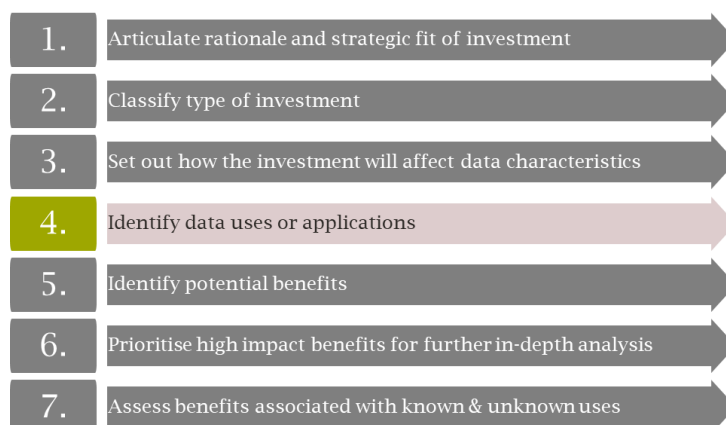 1. Articulate rationale and strategic fit of investment
2. Classify type of investment
3. Set out how the investment will affect data characteristics
4. Identify data uses or applications
5. Identify potential benefits
6. Prioritise high impact benefits for further in-depth analysis
7. Assess benefits associated with known & unknown uses